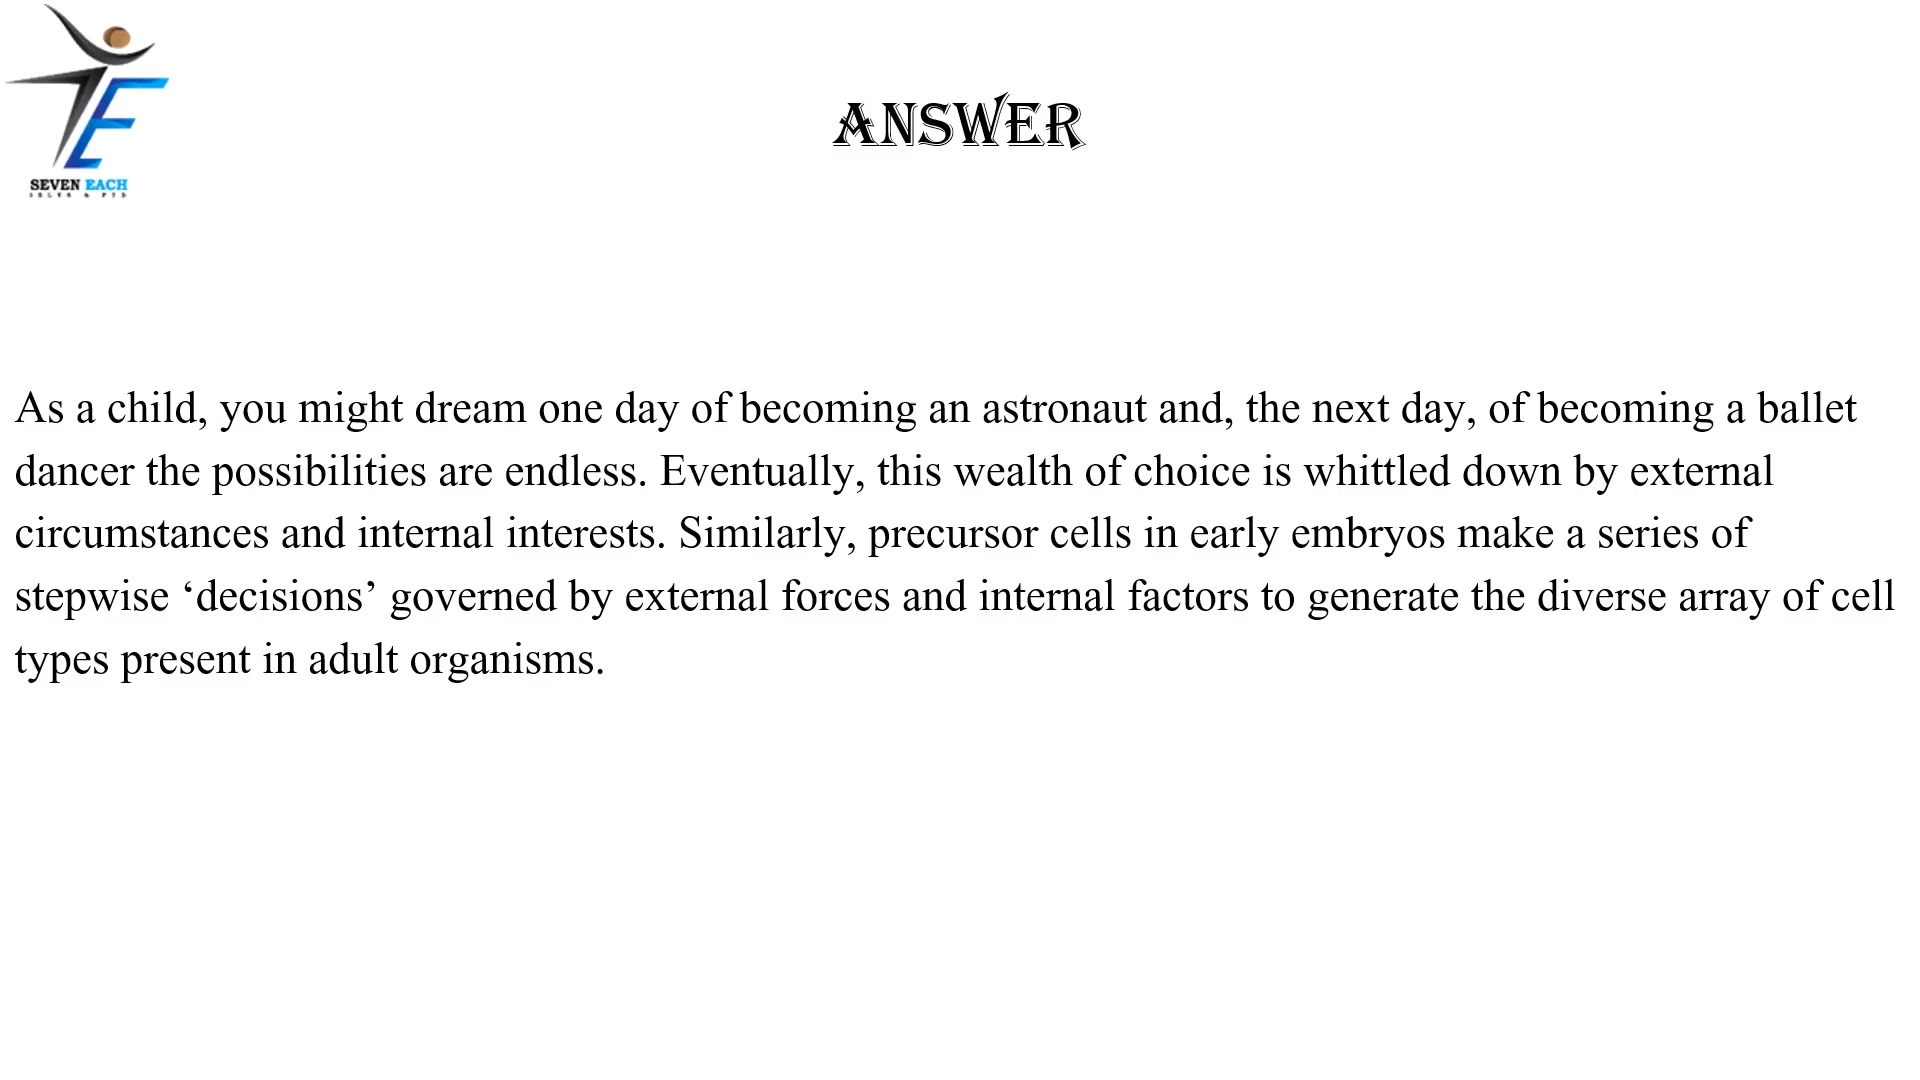 ANSWER
SEVEN EACH
As a child, you might dream one day of becoming an astronaut and, the next day, of becoming a ballet
dancer the possibilities are endless. Eventually, this wealth of choice is whittled down by external
circumstances and internal interests. Similarly, precursor cells in early embryos make a series of
stepwise ‘decisions’ governed by external forces and internal factors to generate the diverse array of cell
types present in adult organisms.